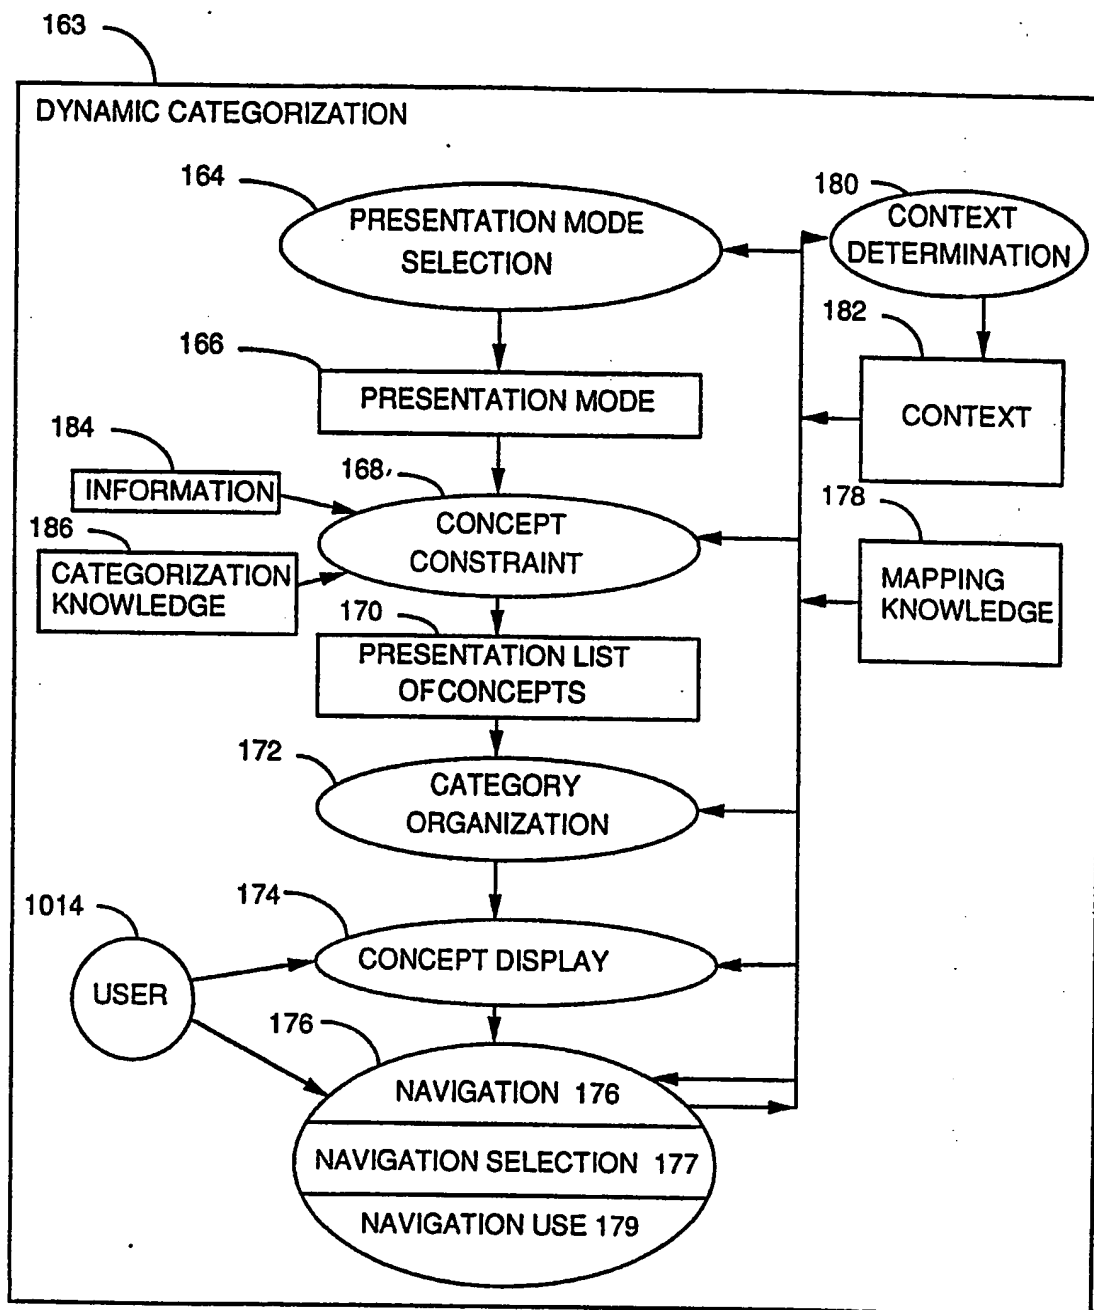 163
DYNAMIC CATEGORIZATION
164
PRESENTATION MODE
SELECTION
180
CONTEXT
DETERMINATION
166
PRESENTATION MODE
182
CONTEXT
184
INFORMATION
168
CONCEPT
CONSTRAINT
178
MAPPING
KNOWLEDGE
186
CATEGORIZATION
KNOWLEDGE
170
PRESENTATION LIST
OF CONCEPTS
172
CATEGORY
ORGANIZATION
174
CONCEPT DISPLAY
1014
USER
176
NAVIGATION 176
NAVIGATION SELECTION 177
NAVIGATION USE 179